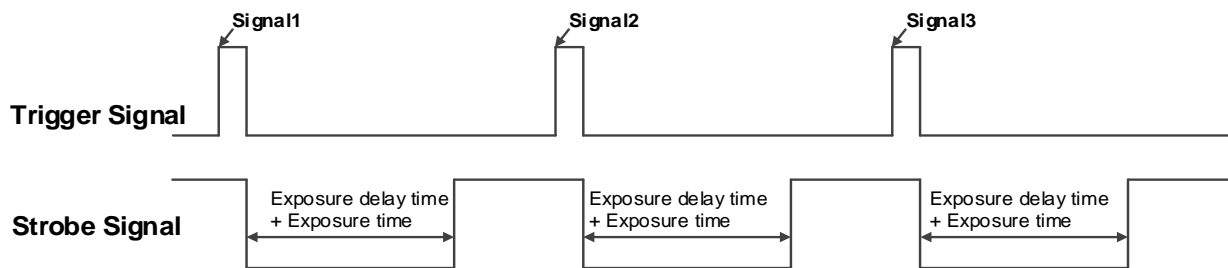 Signal1
Signal2
Signal3
Trigger Signal
Exposure delay time
+ Exposure time
Exposure delay time
+ Exposure time
Exposure delay time
+ Exposure time
Strobe Signal